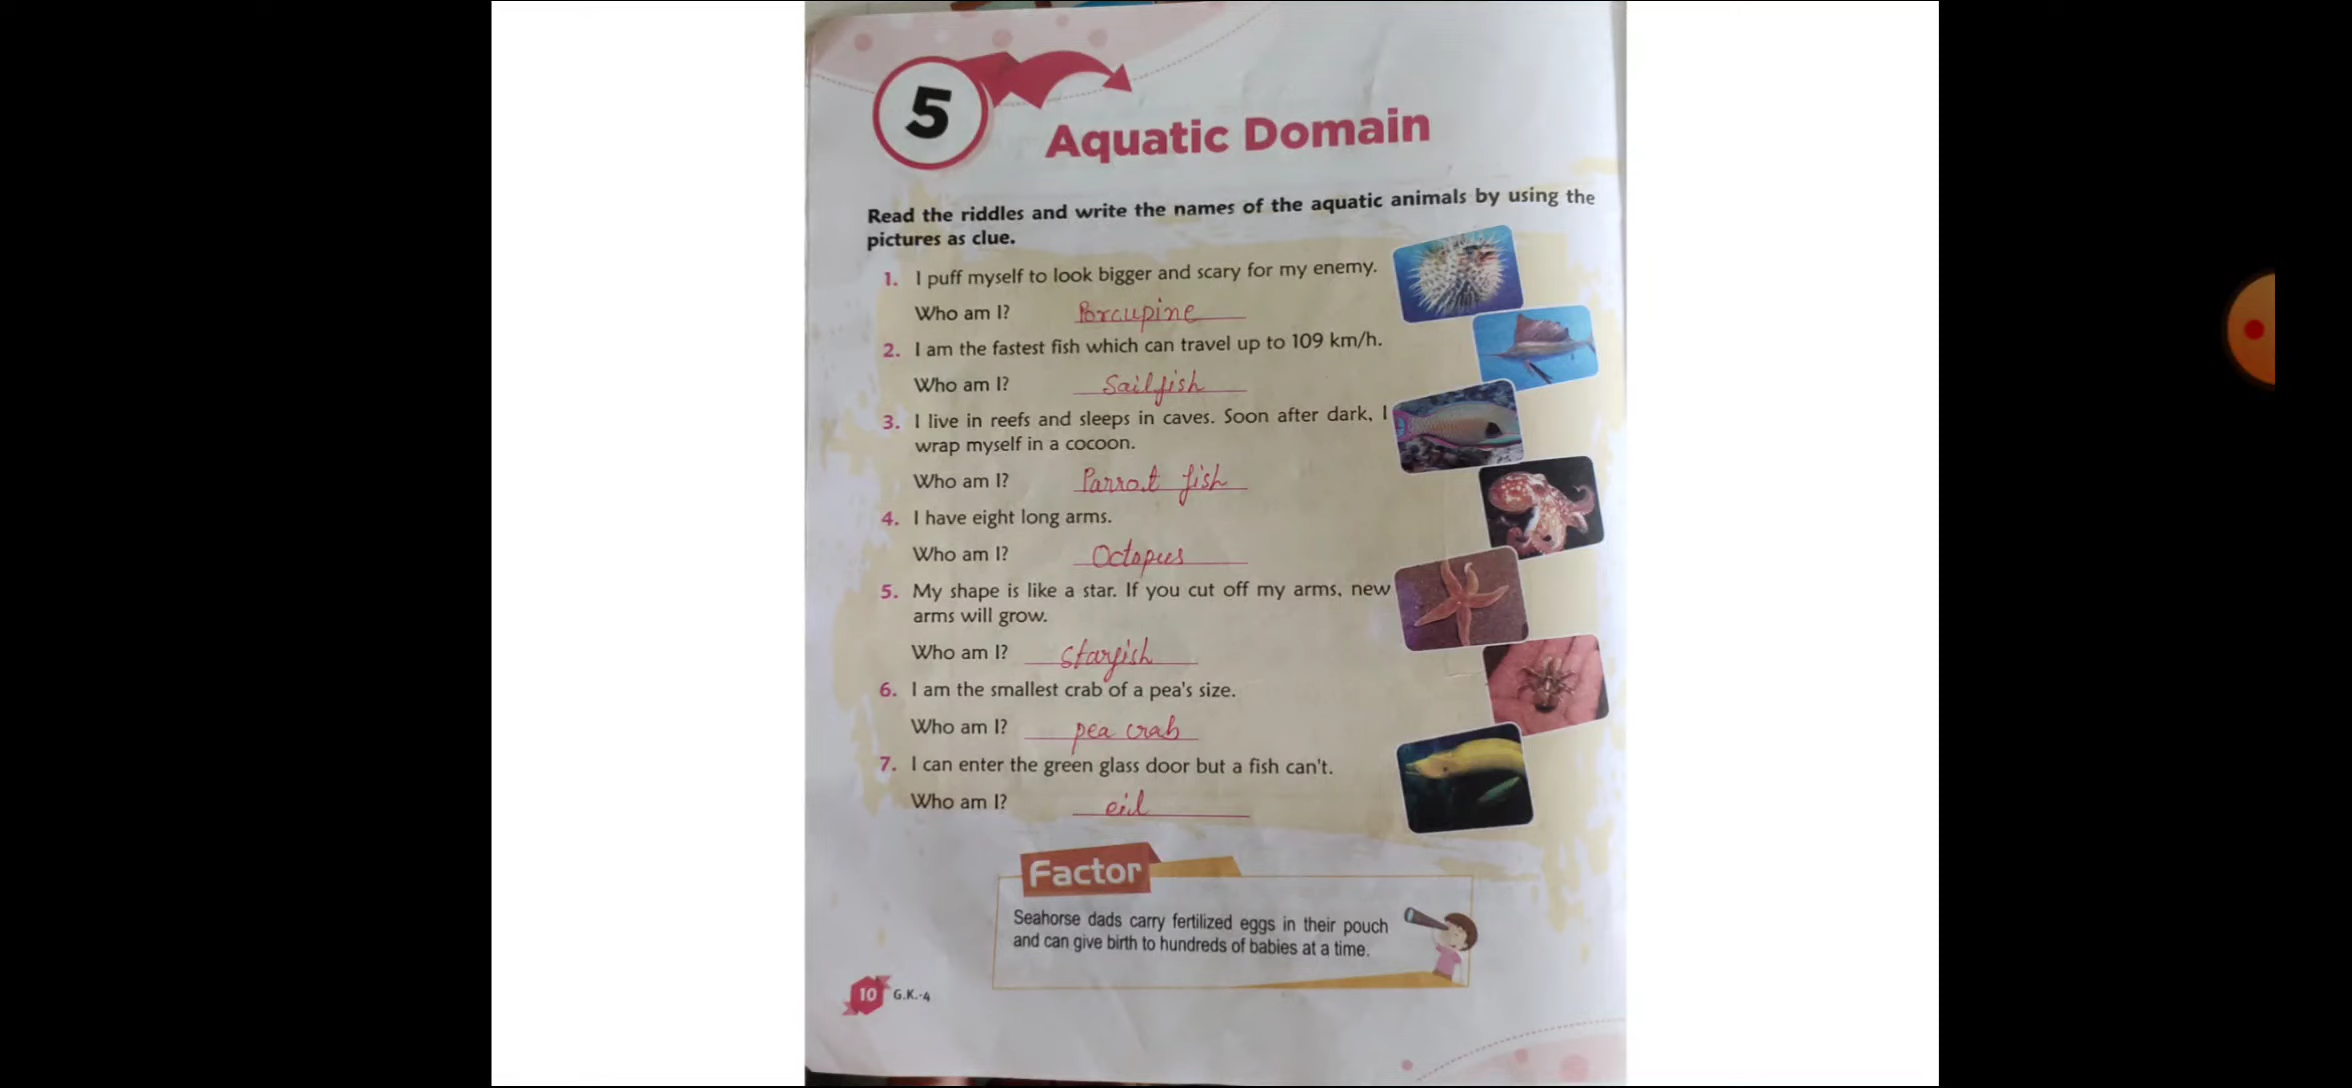 5
Aquatic Domain
Read the riddles and write the names of the aquatic animals by using the
pictures as clue.
1. I puff myself to look bigger and scary for my enemy.
Who am I? Porcupine
2. I am the fastest fish which can travel up to 109 km/h.
Who am I? Sailfish
3. I live in reefs and sleeps in caves. Soon after dark, I
wrap myself in a cocoon.
Who am I? Parrot fish
4. I have eight long arms.
Who am I? Octopus
5. My shape is like a star. If you cut off my arms, new
arms will grow.
Who am I? Starfish
6. I am the smallest crab of a pea's size.
Who am I? pea crab
7. I can enter the green glass door but a fish can't.
Who am I? eil
Factor
Seahorse dads carry fertilized eggs in their pouch
and can give birth to hundreds of babies at a time.
10 G.K.-4